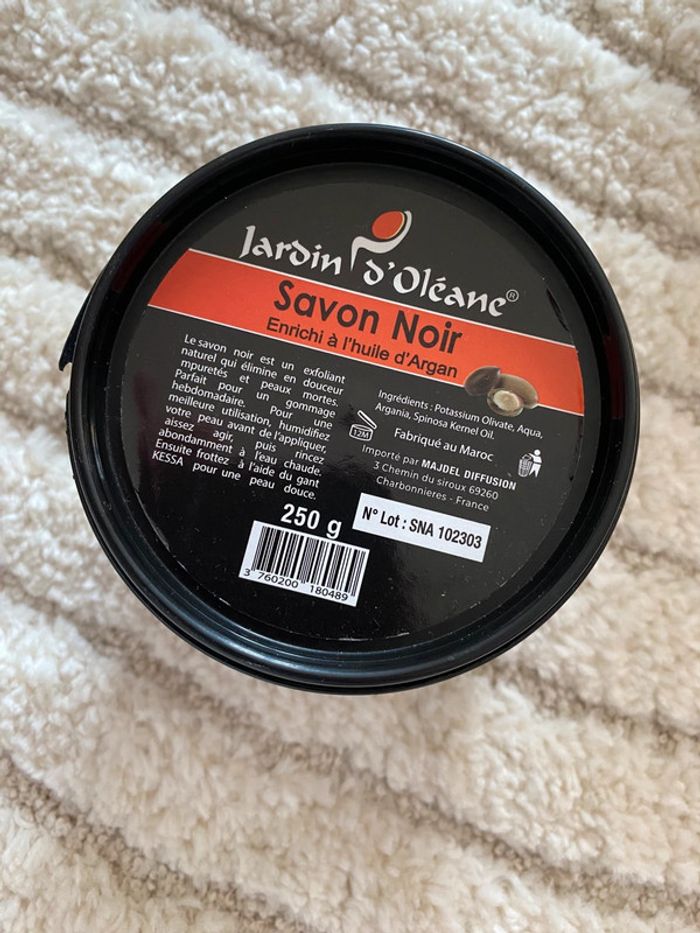 Jardin d'Oléane®
Savon Noir
Enrichi à l'huile d'Argan
Le savon noir est un exfoliant
naturel qui élimine en douceur
mpuretés et peaux mortes.
Parfait pour un gommage
hebdomadaire. Pour une
meilleure utilisation, humidifiez
votre peau avant de l'appliquer,
aissez agir, puis rincez
abondamment à l'eau chaude.
Ensuite frottez à l'aide du gant
KESSA pour une peau douce.
250 g
3 760200 180489
Ingrédients : Potassium Olivate, Aqua,
Argania, Spinosa Kernel Oil.
12M
Fabriqué au Maroc
Importé par MAJDEL DIFFUSION
3 Chemin du siroux 69260
Charbonnieres - France
N° Lot : SNA 102303